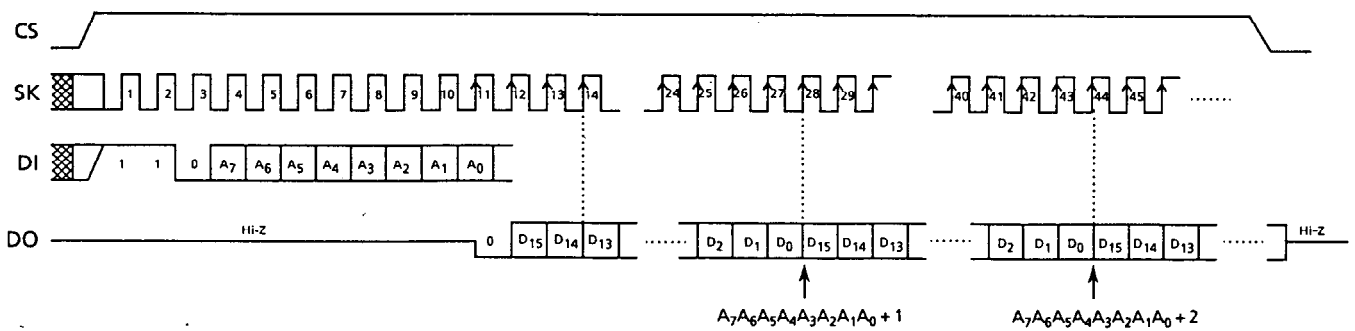 CS
SK 1 2 3 4 5 6 7 8 9 10 11 12 13 14 24 25 26 27 28 29 40 41 42 43 44 45 ........
DI 1 1 0 A7 A6 A5 A4 A3 A2 A1 A0
DO Hi-Z 0 D15 D14 D13 ........ D2 D1 D0 D15 D14 D13 ........ D2 D1 D0 D15 D14 D13 ........ Hi-Z
A7A6A5A4A3A2A1A0 + 1 A7A6A5A4A3A2A1A0 + 2